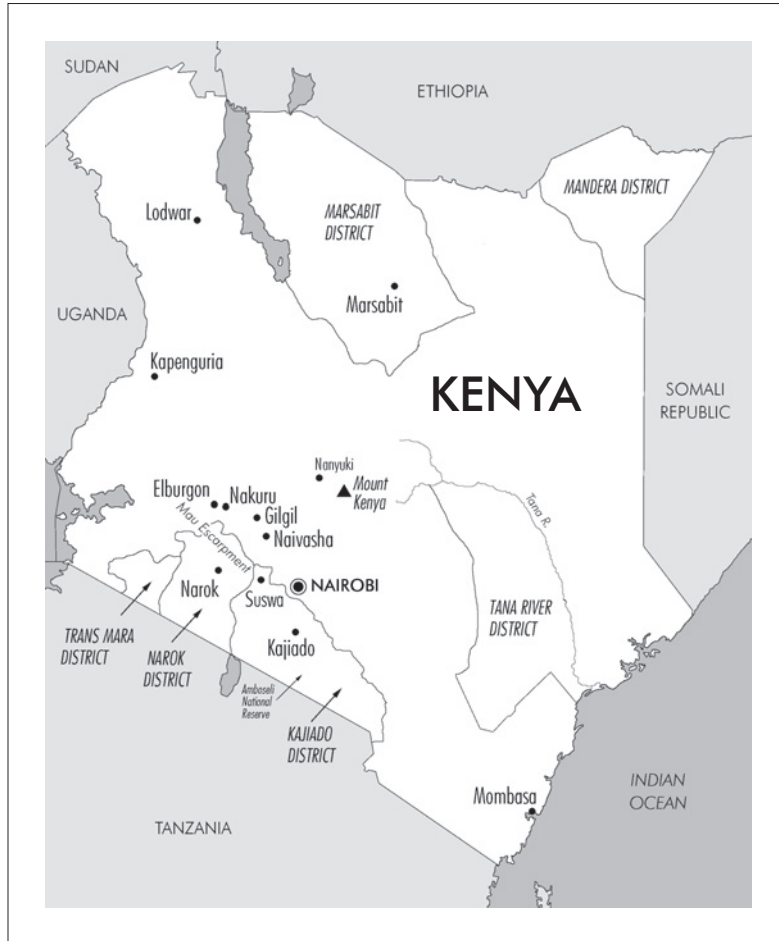 SUDAN
ETHIOPIA
MANDERA DISTRICT
MARSABIT
DISTRICT
Lodwar
Marsabit
UGANDA
Kapenguria
KENYA
SOMALI
REPUBLIC
Nanyuki
Mount
Kenya
Elburgon
Nakuru
Gilgil
Naivasha
Mau Escarpment
Tana R.
Narok
Suswa
NAIROBI
TANA RIVER
DISTRICT
TRANS MARA
DISTRICT
NAROK
DISTRICT
Kajiado
Amboseli
National
Reserve
KAJIADO
DISTRICT
Mombasa
INDIAN
OCEAN
TANZANIA